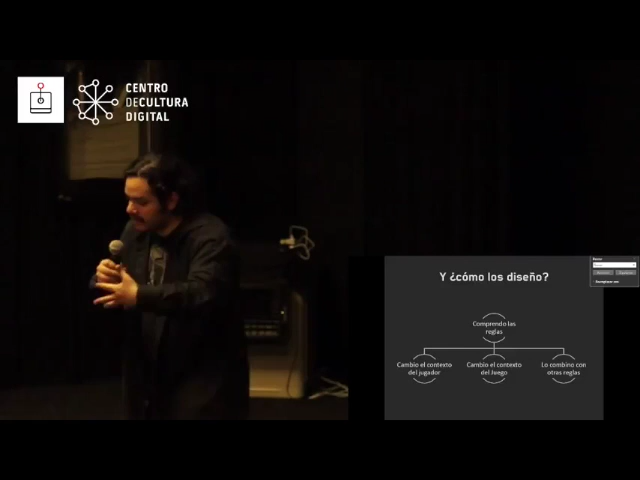 CENTRO
DECULTURA
DIGITAL
Y ¿cómo los diseño?
Comprendo las
reglas
Cambio el contexto
del jugador
Cambio el contexto
del Juego
Lo combino con
otras reglas